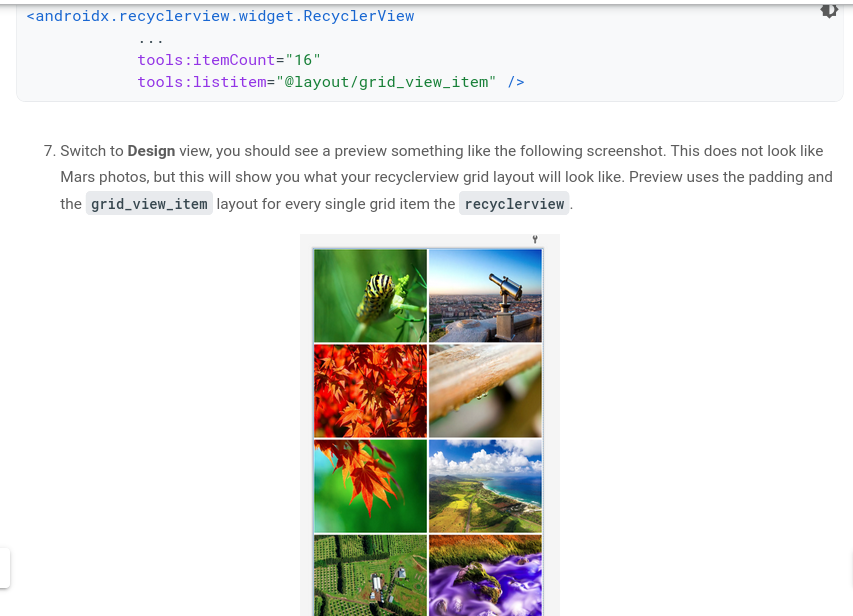 <androidx.recyclerview.widget.RecyclerView
...
tools:itemCount="16"
tools:listitem="@layout/grid_view_item" />
7. Switch to Design view, you should see a preview something like the following screenshot. This does not look like
Mars photos, but this will show you what your recyclerview grid layout will look like. Preview uses the padding and
the grid_view_item layout for every single grid item the recyclerview.